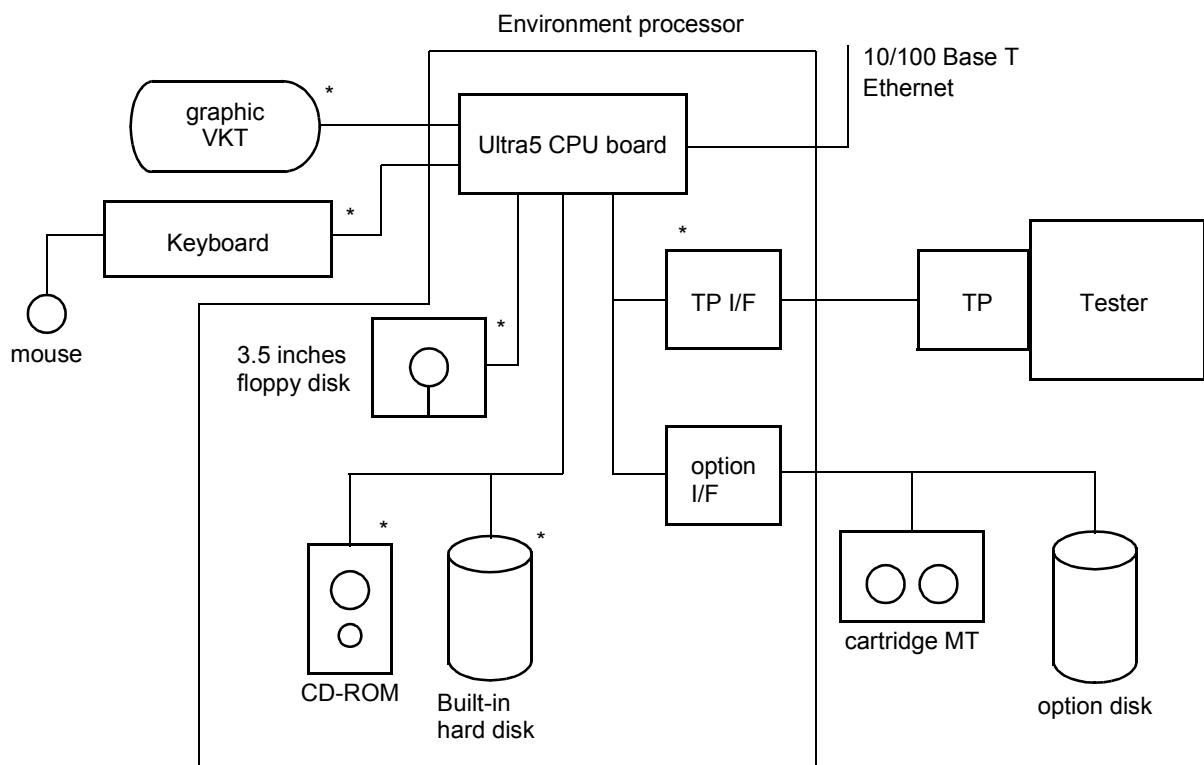 Environment processor
10/100 Base T
Ethernet
*
graphic
VKT
Ultra5 CPU board
*
Keyboard
*
mouse
TP I/F
TP
Tester
*
3.5 inches
floppy disk
option
I/F
*
CD-ROM
*
Built-in
hard disk
cartridge MT
option disk